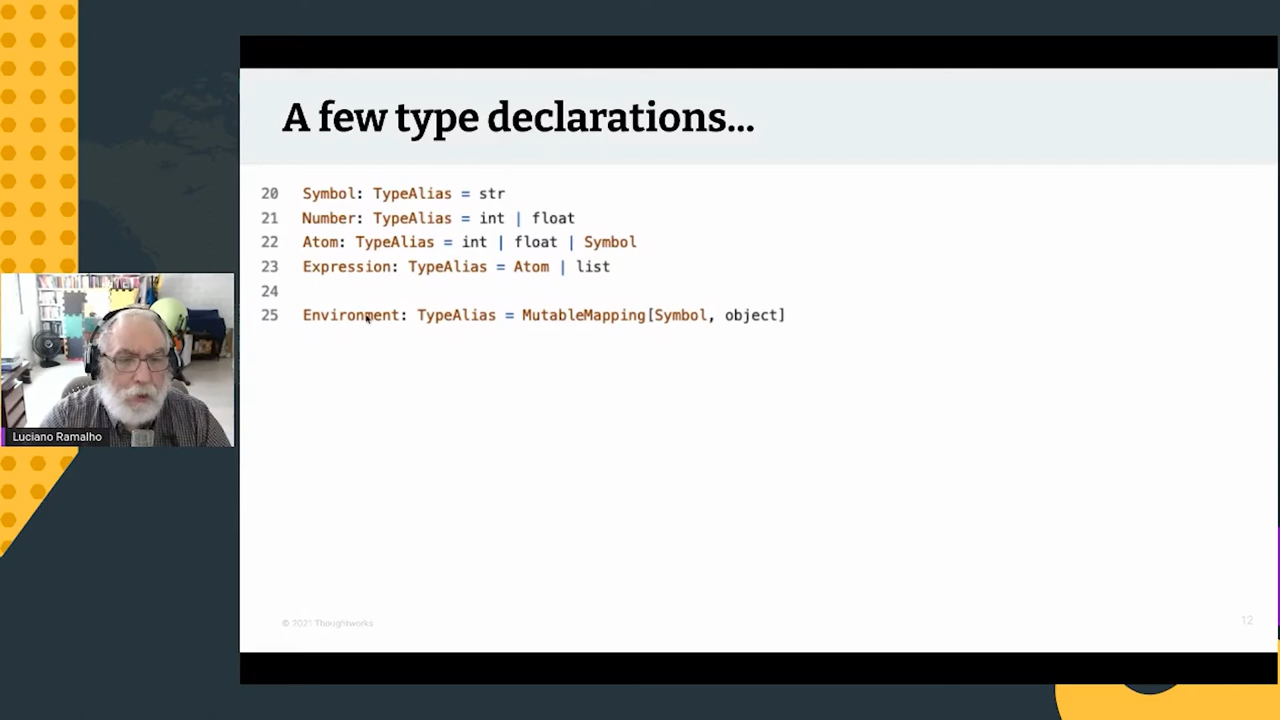 A few type declarations...
20 Symbol: TypeAlias = str
21 Number: TypeAlias = int | float
22 Atom: TypeAlias = int | float | Symbol
23 Expression: TypeAlias = Atom | list
24
25 Environment: TypeAlias = MutableMapping[Symbol, object]
Luciano Ramalho
© 2021 Thoughtworks
12